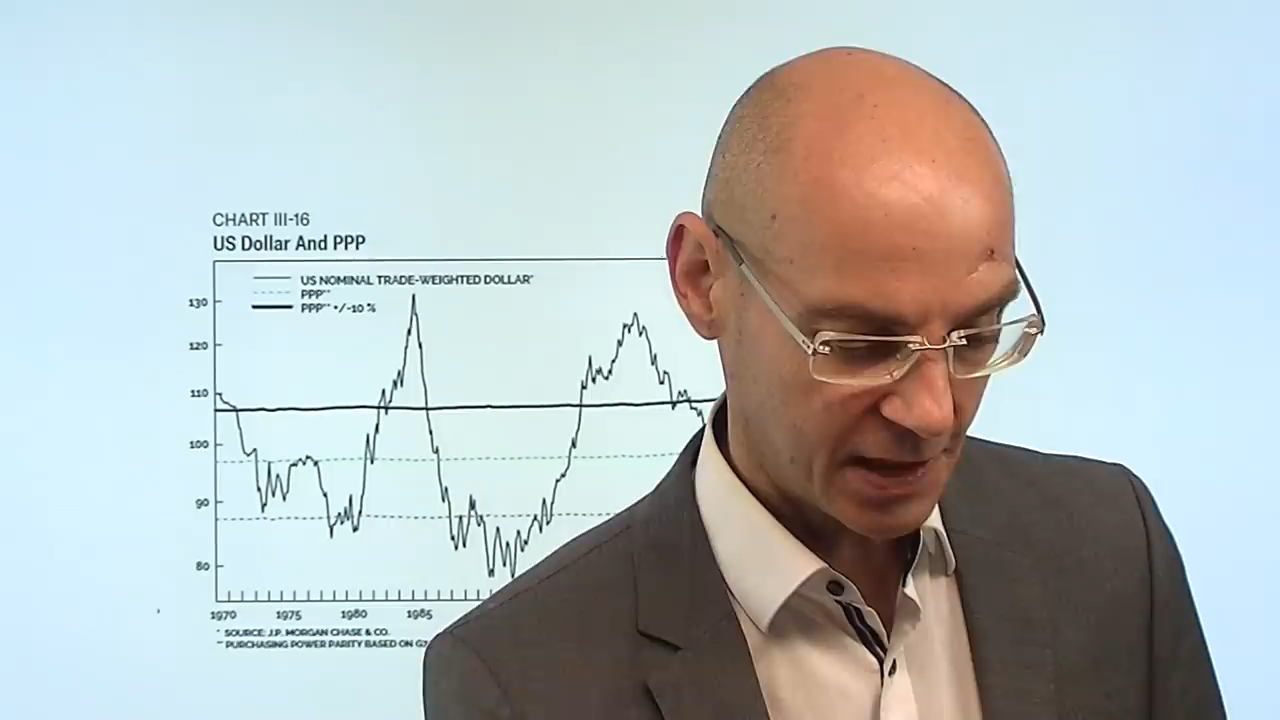 CHART III-16
US Dollar And PPP
US NOMINAL TRADE-WEIGHTED DOLLAR*
PPP**
PPP** +/-10 %
130
120
110
100
90
80
1970 1975 1980 1985
* SOURCE: J.P. MORGAN CHASE & CO.
** PURCHASING POWER PARITY BASED ON